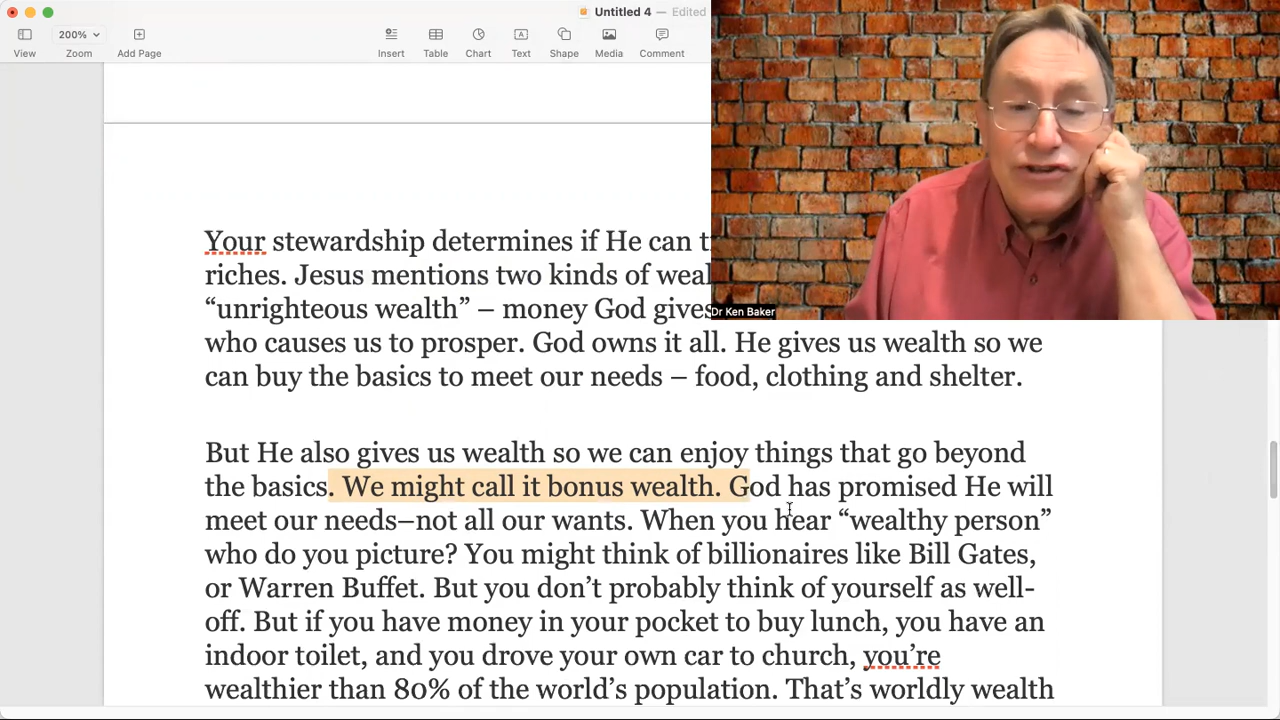 Untitled 4 — Edited
200%
View Zoom Add Page Insert Table Chart Shape Text Media Comment
Dr Ken Baker
Your stewardship determines if He can
riches. Jesus mentions two kinds of
“unrighteous wealth” – money God gives
who causes us to prosper. God owns it all. He gives us wealth so we
can buy the basics to meet our needs – food, clothing and shelter.
But He also gives us wealth so we can enjoy things that go beyond
the basics. We might call it bonus wealth. God has promised He will
meet our needs–not all our wants. When you hear “wealthy person”
who do you picture? You might think of billionaires like Bill Gates,
or Warren Buffet. But you don’t probably think of yourself as well-
off. But if you have money in your pocket to buy lunch, you have an
indoor toilet, and you drove your own car to church, you’re
wealthier than 80% of the world’s population. That’s worldly wealth